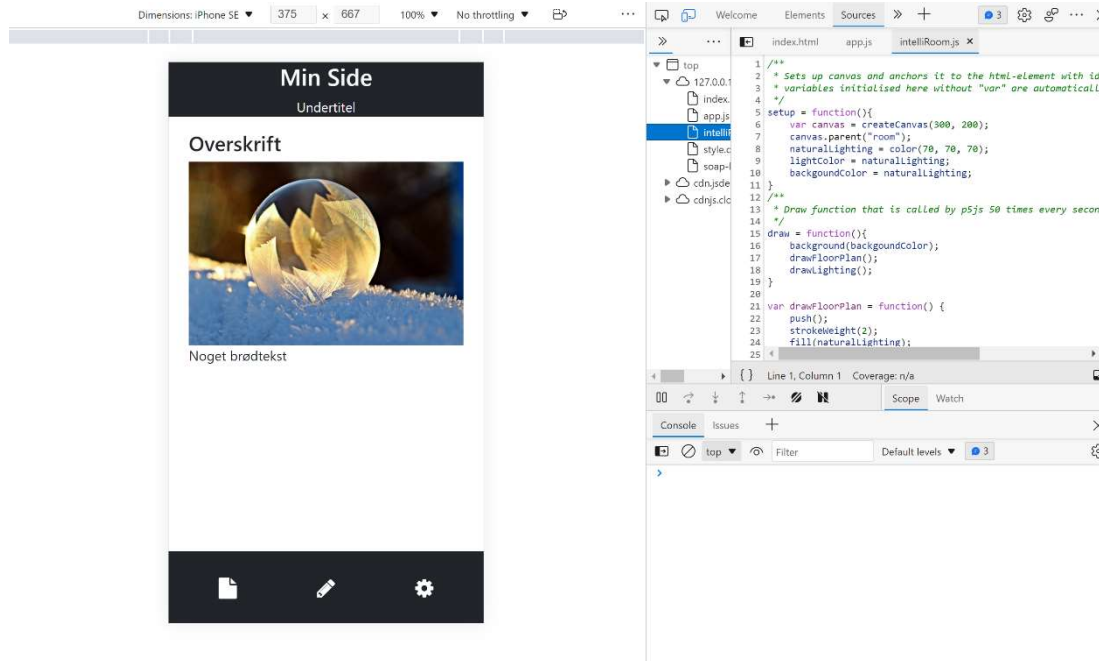 Dimensions: iPhone SE ▼ 375 x 667 100% ▼ No throttling ▼ ...
Min Side
Undertitel
Overskrift
Noget brødtekst
Welcome Elements Sources » + 3 ...
» ... index.html app.js intelliRoom.js ×
▼ top
▼ 127.0.0.1
index.
app.js
intelliR
style.c
soap-
▶ cdn.jsde
▶ cdnjs.clc
1 /**
2 * Sets up canvas and anchors it to the html-element with id
3 * variables initialised here without "var" are automaticall
4 */
5 setup = function(){
6 var canvas = createCanvas(300, 200);
7 canvas.parent("room");
8 naturalLighting = color(70, 70, 70);
9 lightColor = naturalLighting;
10 backgoundColor = naturalLighting;
11 }
12 /**
13 * Draw function that is called by p5js 50 times every secon
14 */
15 draw = function(){
16 background(backgoundColor);
17 drawFloorPlan();
18 drawLighting();
19 }
20
21 var drawFloorPlan = function() {
22 push();
23 strokeWeight(2);
24 fill(naturalLighting);
25
{ } Line 1, Column 1 Coverage: n/a
Scope Watch
Console Issues +
top ▼ Filter Default levels ▼ 3
>